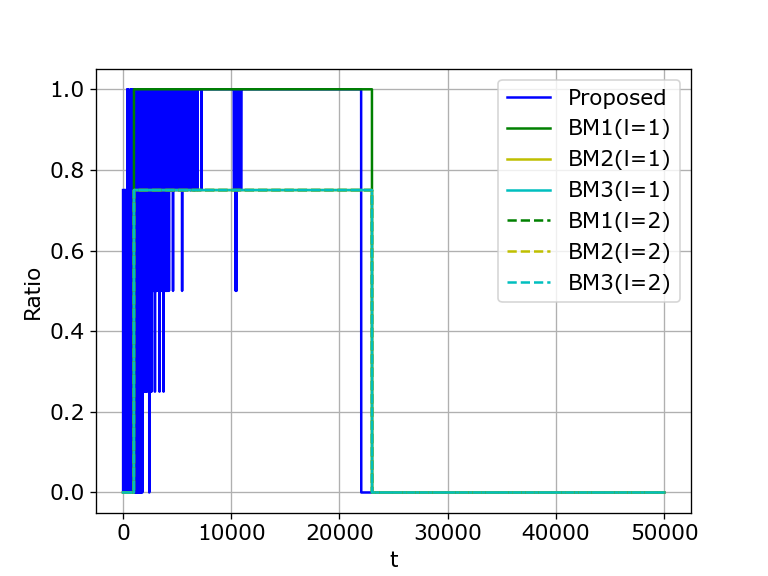 1.0
0.8
0.6
0.4
0.2
0.0
Ratio
0
10000
20000
30000
40000
50000
t
Proposed
BM1(l=1)
BM2(l=1)
BM3(l=1)
BM1(l=2)
BM2(l=2)
BM3(l=2)